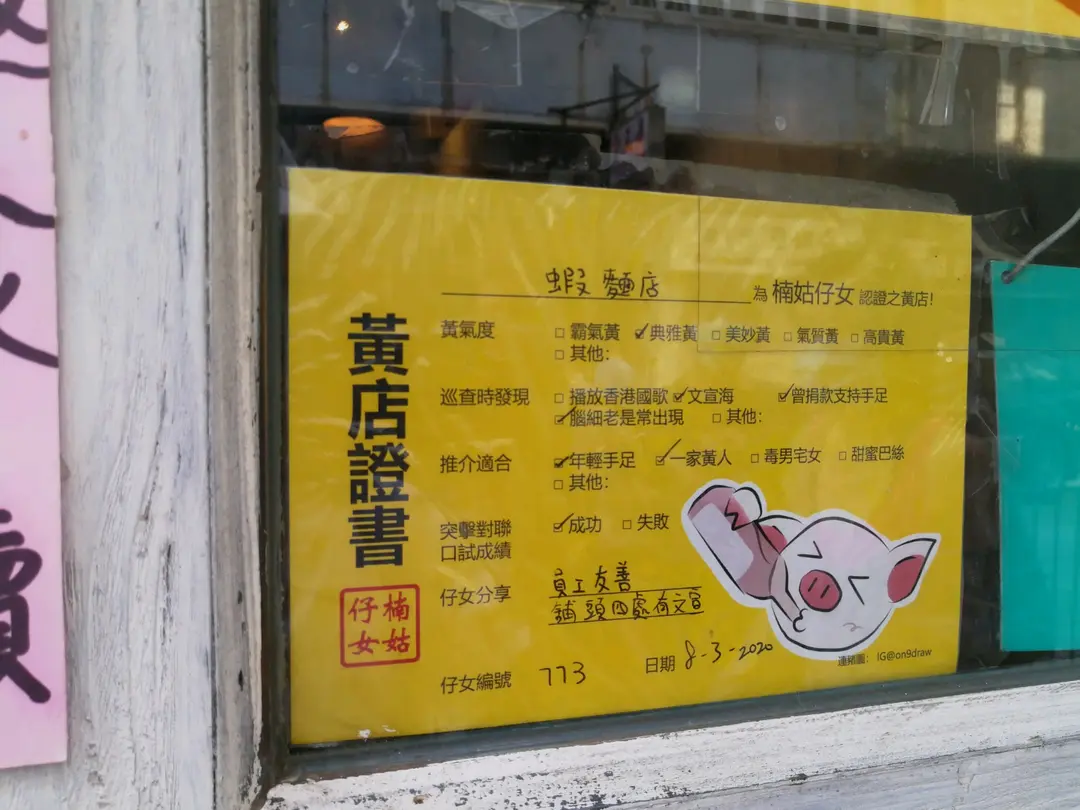 蝦麵店 為 楠姑仔女 認證之黃店!
黃店證書
黃氣度 □ 霸氣黃 ☑ 典雅黃 □ 美妙黃 □ 氣質黃 □ 高貴黃
□ 其他:
巡查時發現 □ 播放香港國歌 ☑ 文宣海 ☑ 曾捐款支持手足
☑ 腦細老是常出現 □ 其他:
推介適合 ☑ 年輕手足 ☑ 一家黃人 □ 毒男宅女 □ 甜蜜巴絲
□ 其他:
突擊對聯 ☑ 成功 □ 失敗
口試成績
仔女分享 員工友善
舖頭四處有文宣
仔女編號 773 日期 8-3-2020
連豬圖: IG@on9draw
楠姑
仔女